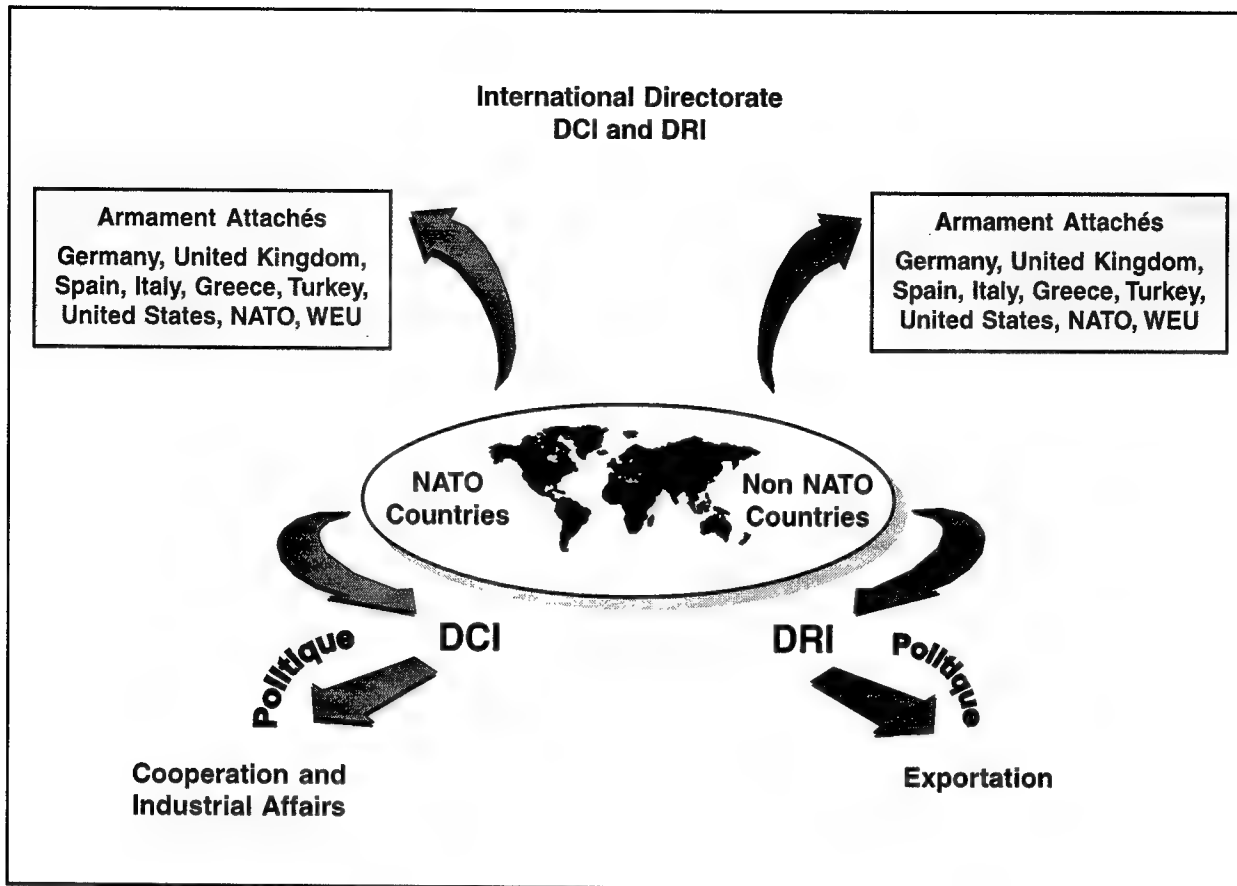 International Directorate
DCI and DRI
Armament Attachés
Germany, United Kingdom,
Spain, Italy, Greece, Turkey,
United States, NATO, WEU
Armament Attachés
Germany, United Kingdom,
Spain, Italy, Greece, Turkey,
United States, NATO, WEU
NATO
Countries
Non NATO
Countries
DCI
DRI
Politique
Politique
Cooperation and
Industrial Affairs
Exportation